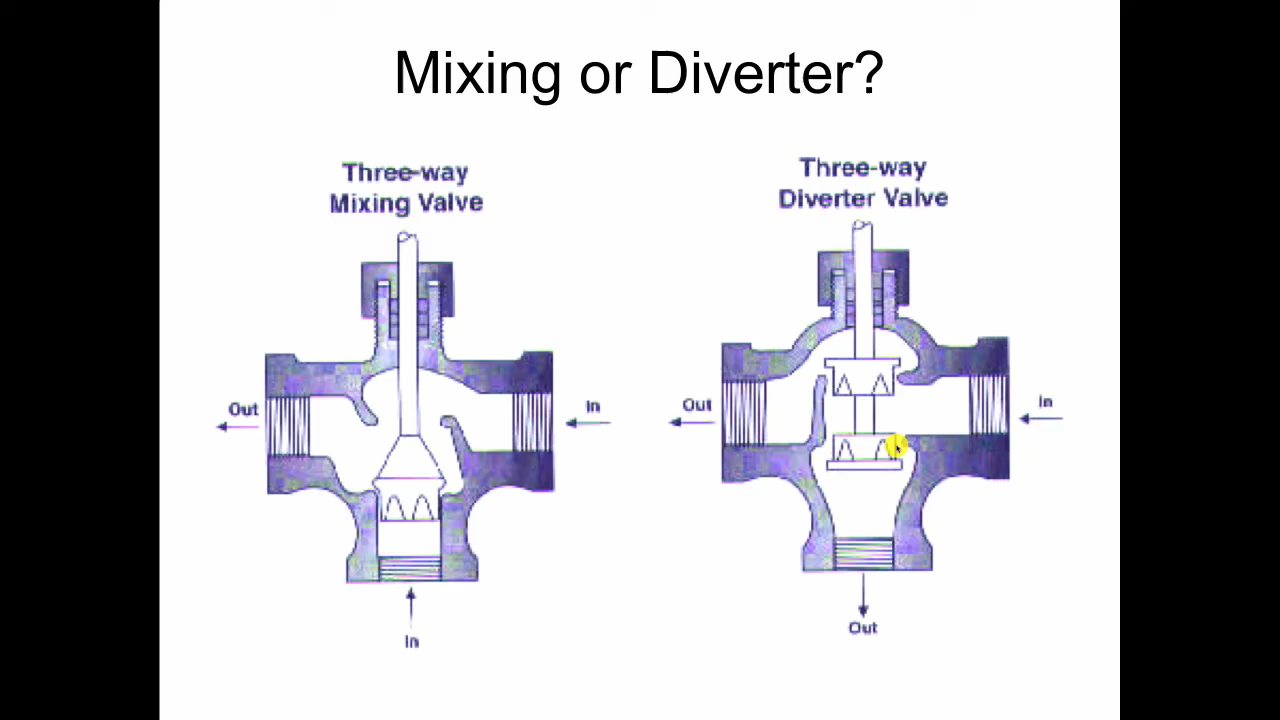 Mixing or Diverter?
Three-way
Mixing Valve
Out
In
In
Three-way
Diverter Valve
Out
In
Out